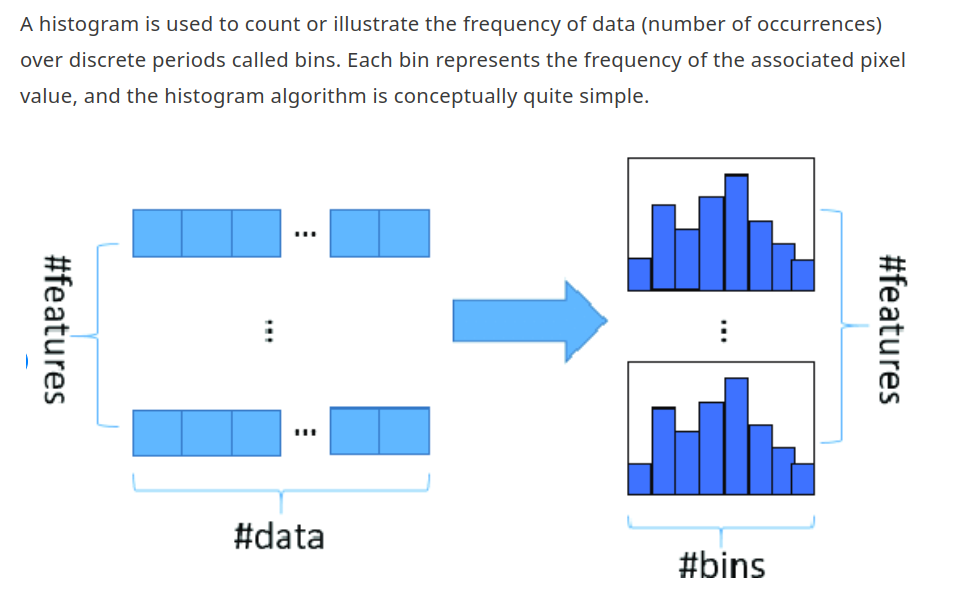 A histogram is used to count or illustrate the frequency of data (number of occurrences)
over discrete periods called bins. Each bin represents the frequency of the associated pixel
value, and the histogram algorithm is conceptually quite simple.
#features
...
...
...
...
#data
#bins
#features